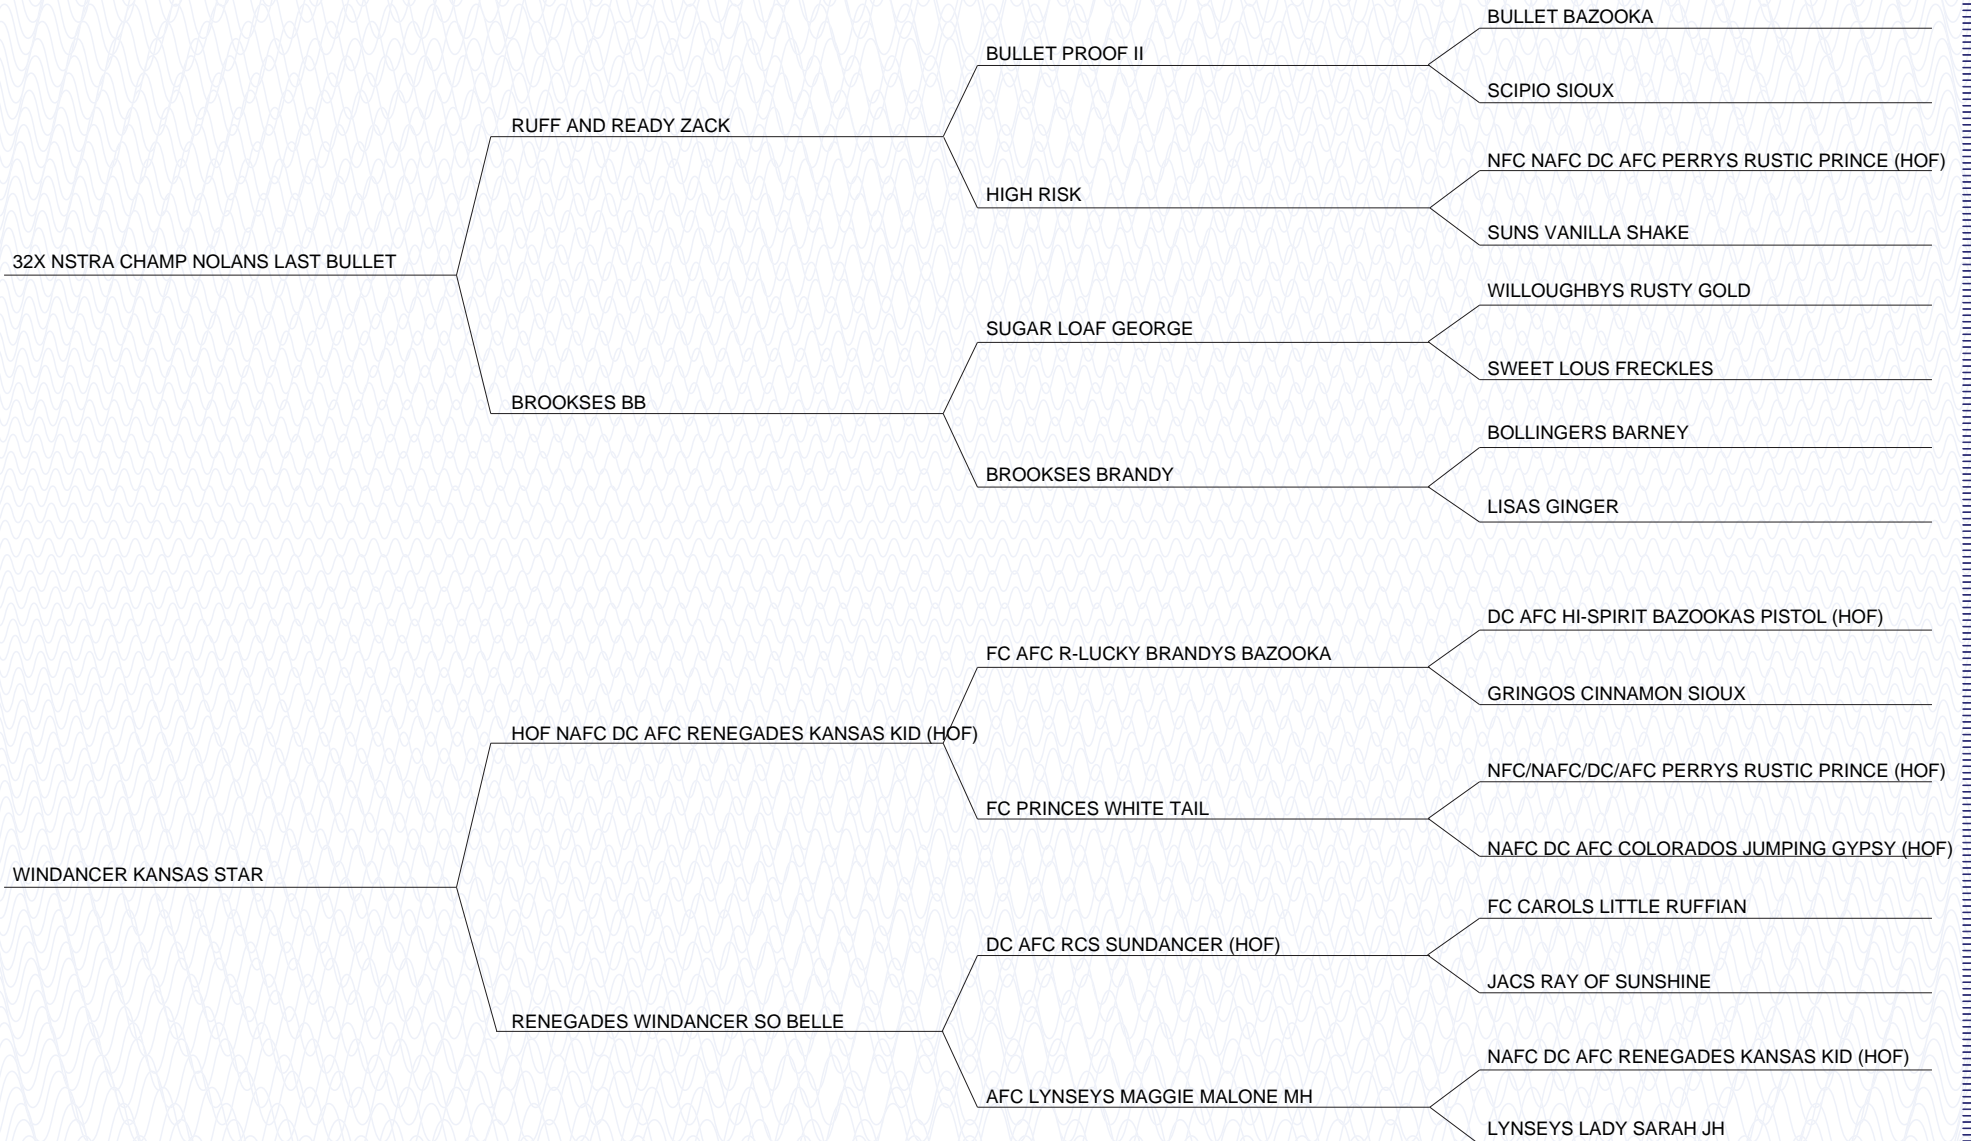 BULLET BAZOOKA
BULLET PROOF II
SCIPIO SIOUX
RUFF AND READY ZACK
NFC NAFC DC AFC PERRYS RUSTIC PRINCE (HOF)
HIGH RISK
SUNS VANILLA SHAKE
32X NSTRA CHAMP NOLANS LAST BULLET
WILLOUGHBYS RUSTY GOLD
SUGAR LOAF GEORGE
SWEET LOUS FRECKLES
BROOKSES BB
BOLLINGERS BARNEY
BROOKSES BRANDY
LISAS GINGER
DC AFC HI-SPIRIT BAZOOKAS PISTOL (HOF)
FC AFC R-LUCKY BRANDYS BAZOOKA
GRINGOS CINNAMON SIOUX
HOF NAFC DC AFC RENEGADES KANSAS KID (HOF)
NFC/NAFC/DC/AFC PERRYS RUSTIC PRINCE (HOF)
FC PRINCES WHITE TAIL
NAFC DC AFC COLORADOS JUMPING GYPSY (HOF)
WINDANCER KANSAS STAR
FC CAROLS LITTLE RUFFIAN
DC AFC RCS SUNDANCER (HOF)
JACS RAY OF SUNSHINE
RENEGADES WINDANCER SO BELLE
NAFC DC AFC RENEGADES KANSAS KID (HOF)
AFC LYNSEYS MAGGIE MALONE MH
LYNSEYS LADY SARAH JH